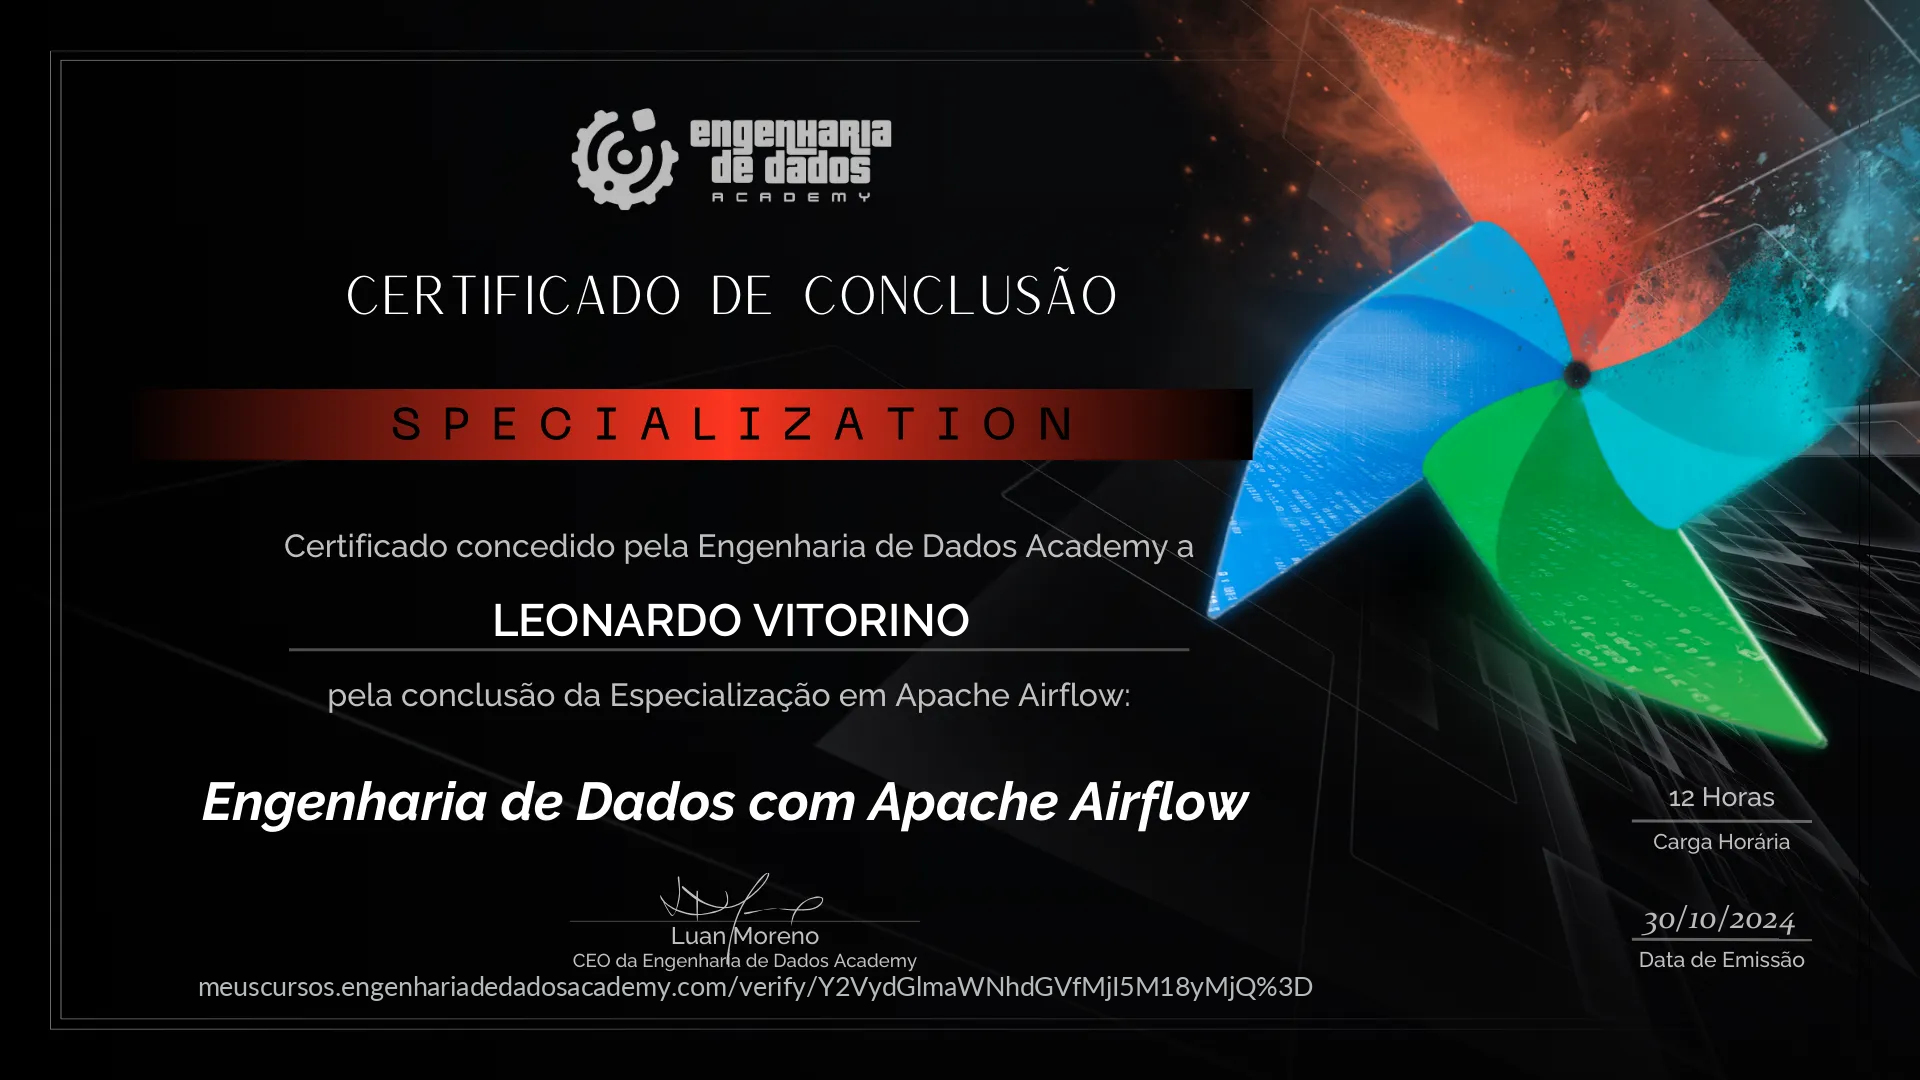 engenharia
de dados
ACADEMY
CERTIFICADO DE CONCLUSÃO
SPECIALIZATION
Certificado concedido pela Engenharia de Dados Academy a
LEONARDO VITORINO
pela conclusão da Especialização em Apache Airflow:
Engenharia de Dados com Apache Airflow
12 Horas
Carga Horária
Luan Moreno
CEO da Engenharia de Dados Academy
30/10/2024
Data de Emissão
meuscursos.engenhariadedadosacademy.com/verify/Y2VydGlmaWNhdGVfMjI5M18yMjQ%3D